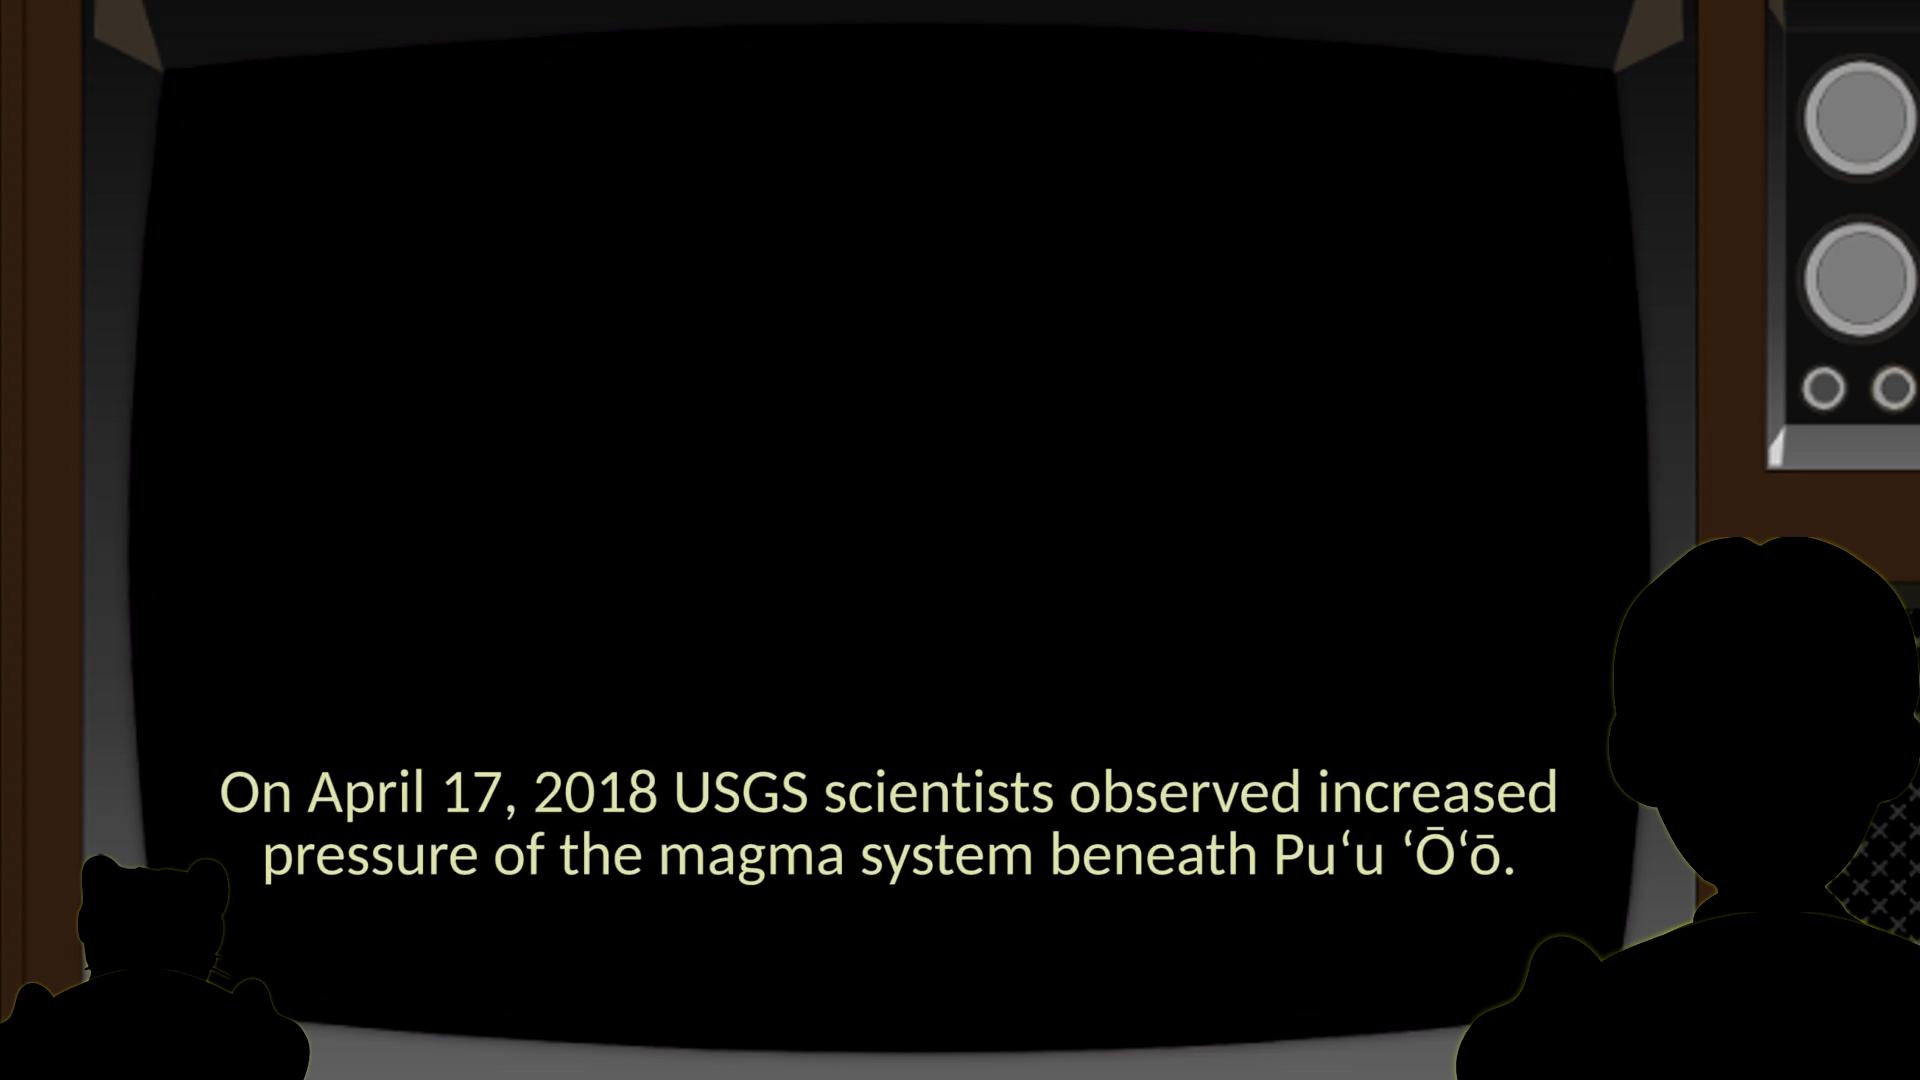 On April 17, 2018 USGS scientists observed increased
pressure of the magma system beneath Puʻu ʻŌʻō.